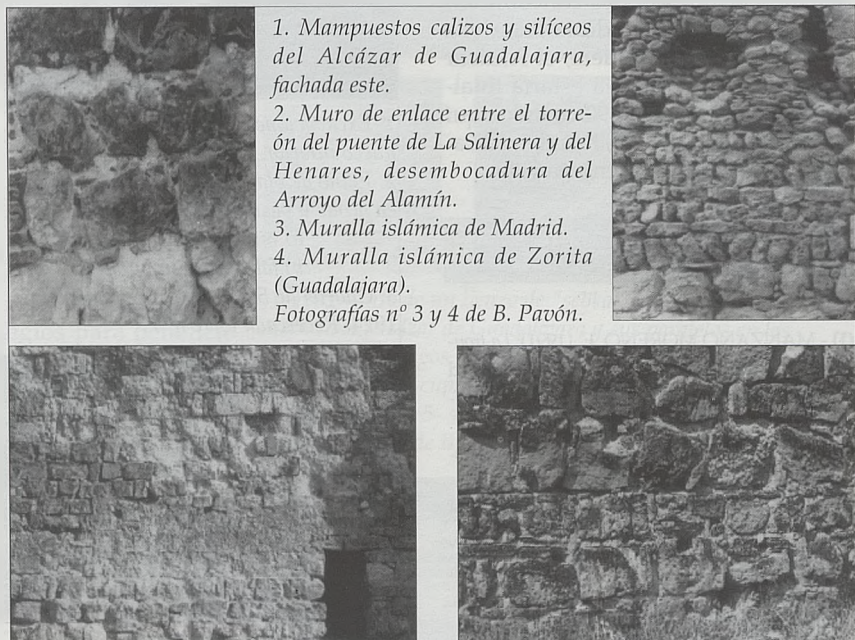 1. Mampuestos calizos y silíceos
del Alcázar de Guadalajara,
fachada este.
2. Muro de enlace entre el torre-
ón del puente de La Salinera y del
Henares, desembocadura del
Arroyo del Alamín.
3. Muralla islámica de Madrid.
4. Muralla islámica de Zorita
(Guadalajara).
Fotografías nº 3 y 4 de B. Pavón.